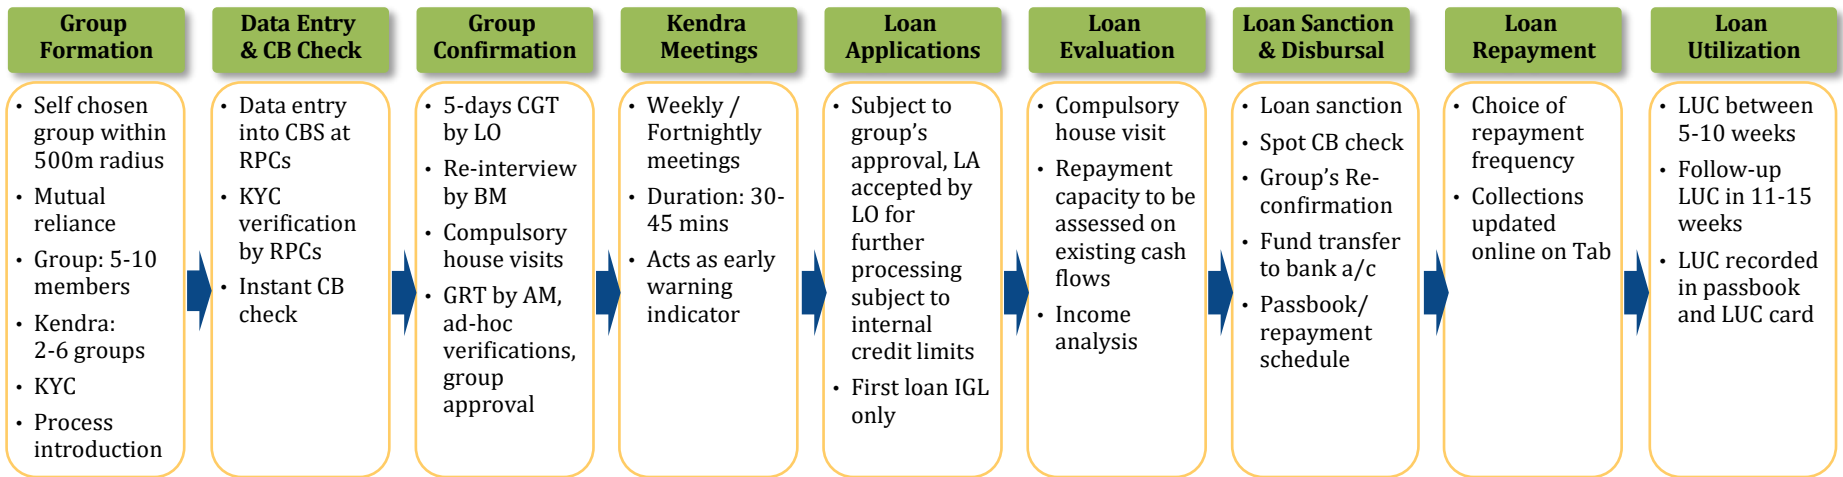 Group
Formation
• Self chosen
group within
500m radius
• Mutual
reliance
• Group: 5-10
members
• Kendra:
2-6 groups
• KYC
• Process
introduction
Data Entry
& CB Check
• Data entry
into CBS at
RPCs
• KYC
verification
by RPCs
• Instant CB
check
Group
Confirmation
• 5-days CGT
by LO
• Re-interview
by BM
• Compulsory
house visits
• GRT by AM,
ad-hoc
verifications,
group
approval
Kendra
Meetings
• Weekly /
Fortnightly
meetings
• Duration: 30-
45 mins
• Acts as early
warning
indicator
Loan
Applications
• Subject to
group’s
approval, LA
accepted by
LO for
further
processing
subject to
internal
credit limits
• First loan IGL
only
Loan
Evaluation
• Compulsory
house visit
• Repayment
capacity to be
assessed on
existing cash
flows
• Income
analysis
Loan Sanction
& Disbursal
• Loan sanction
• Spot CB check
• Group’s Re-
confirmation
• Fund transfer
to bank a/c
• Passbook/
repayment
schedule
Loan
Repayment
• Choice of
repayment
frequency
• Collections
updated
online on Tab
Loan
Utilization
• LUC between
5-10 weeks
• Follow-up
LUC in 11-15
weeks
• LUC recorded
in passbook
and LUC card